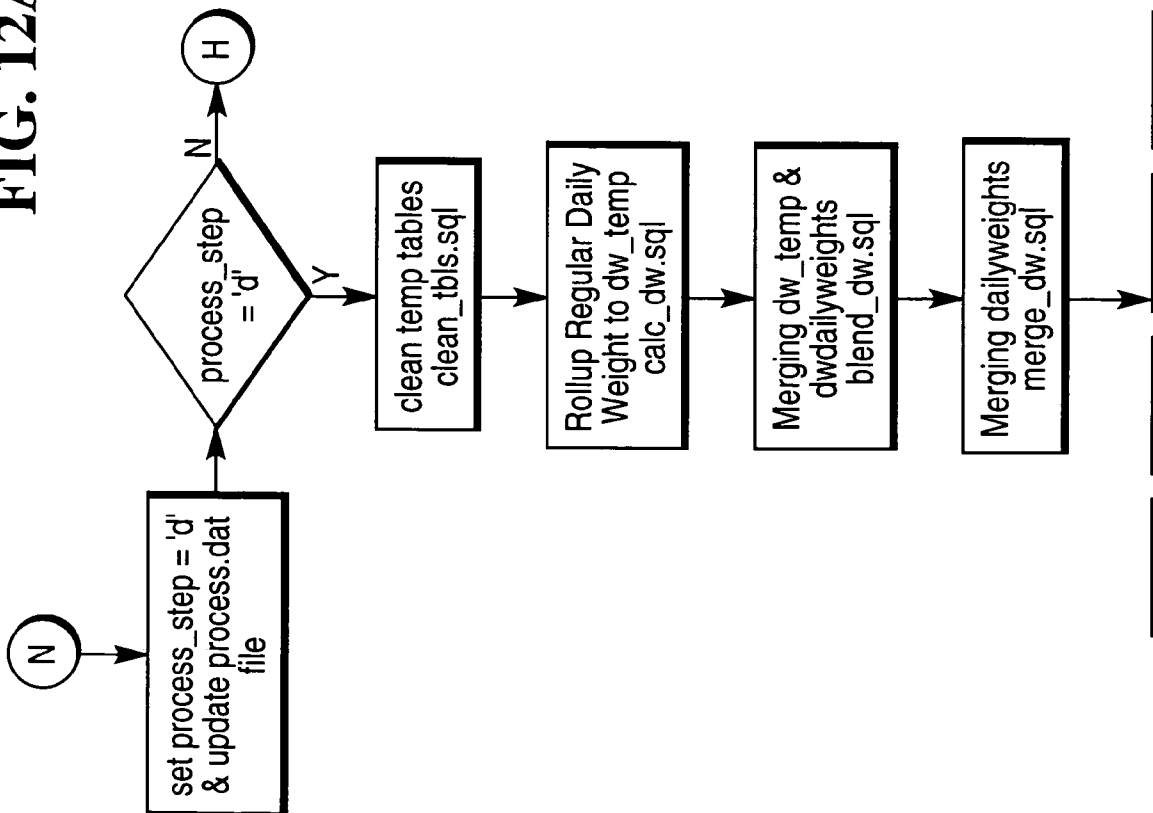 FIG. 12A
N
set process_step = 'd'
& update process.dat
file
process_step
= 'd'
N
H
Y
clean temp tables
clean_tbls.sql
Rollup Regular Daily
Weight to dw_temp
calc_dw.sql
Merging dw_temp &
dwdailyweights
blend_dw.sql
Merging dailyweights
merge_dw.sql